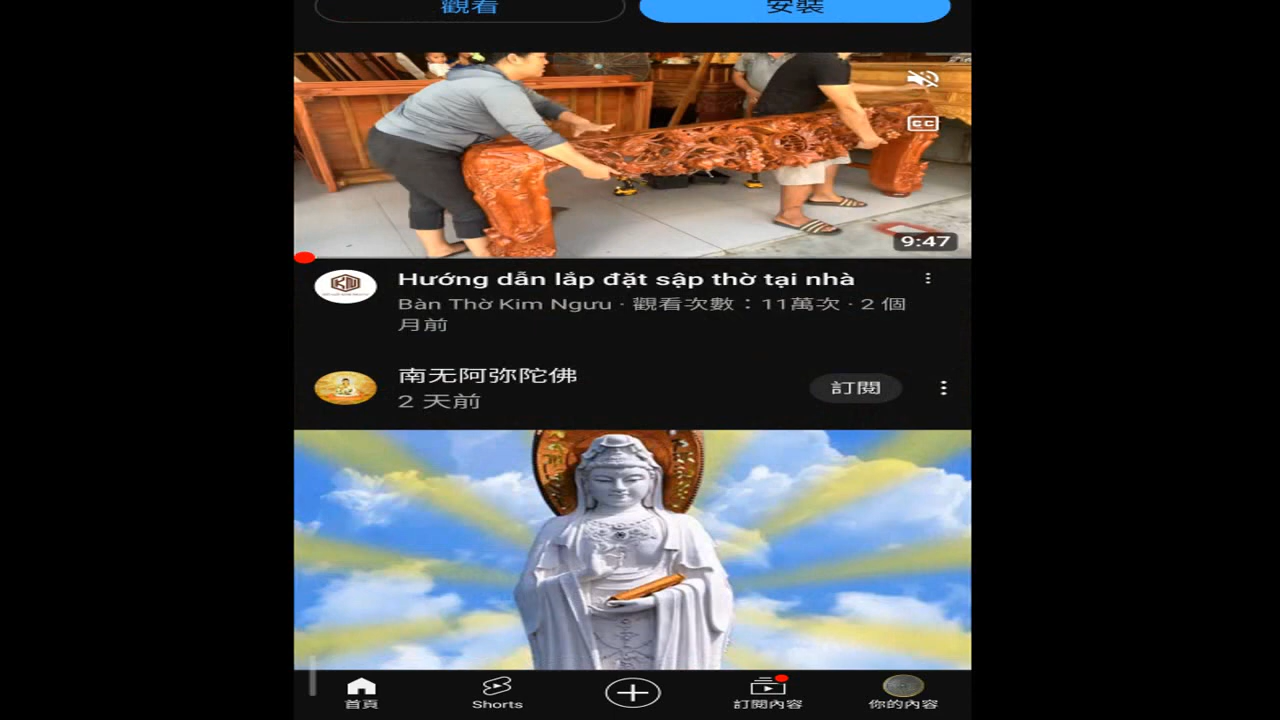 觀看
安裝
CC
9:47
KN
Hướng dẫn lắp đặt sập thờ tại nhà
Bàn Thờ Kim Ngưu · 觀看次數：11萬次 · 2 個
月前
南无阿弥陀佛
2 天前
訂閱
首頁
Shorts
訂閱內容
你的內容